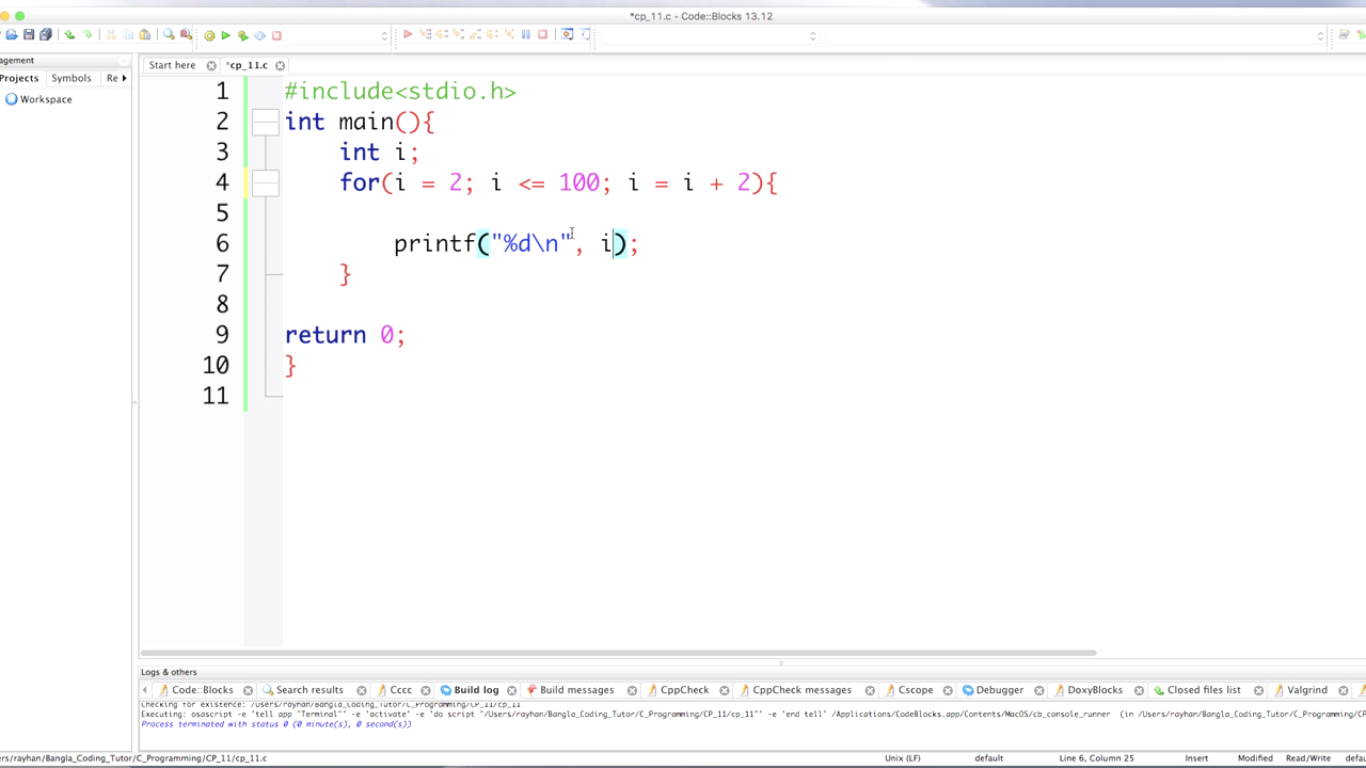 *cp_11.c - Code::Blocks 13.12
agement
Start here *cp_11.c
Projects Symbols Re
Workspace
1 #include<stdio.h>
2 int main(){
3 int i;
4 for(i = 2; i <= 100; i = i + 2){
5
6 printf("%d\n", i);
7 }
8
9 return 0;
10 }
11
Logs & others
Code::Blocks Search results Cccc Build log Build messages CppCheck CppCheck messages Cscope Debugger DoxyBlocks Closed files list Valgrind
Checking for existence: /Users/rayhan/Bangla_Coding_Tutor/C_Programming/CP_11/cp_11
Executing: osascript -e 'tell app "Terminal"' -e 'activate' -e 'do script "/Users/rayhan/Bangla_Coding_Tutor/C_Programming/CP_11/cp_11"' -e 'end tell' /Applications/CodeBlocks.app/Contents/MacOS/cb_console_runner (in /Users/rayhan/Bangla_Coding_Tutor/C_Programming/CP
Process terminated with status 0 (0 minute(s), 0 second(s))
ers/rayhan/Bangla_Coding_Tutor/C_Programming/CP_11/cp_11.c Unix (LF) default Line 6, Column 25 Insert Modified Read/Write defau